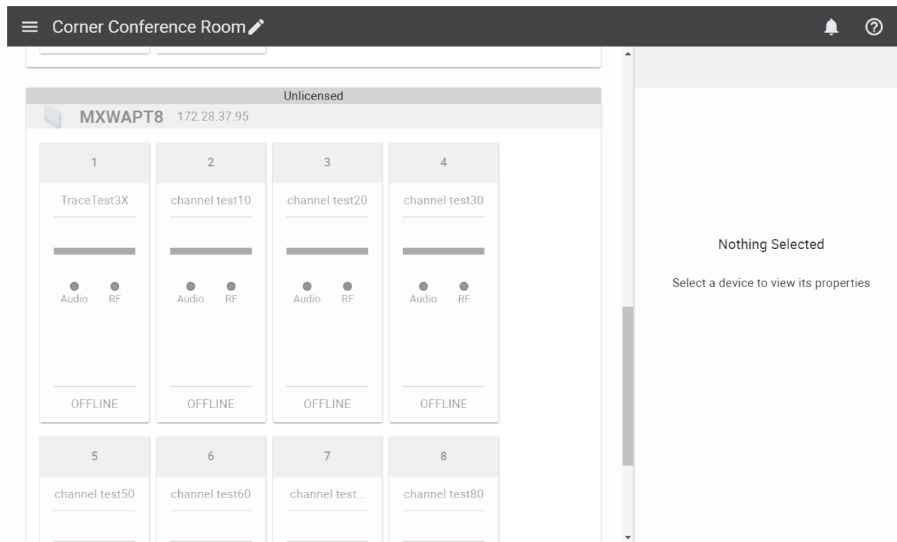 Corner Conference Room
Unlicensed
MXWAPT8 172.28.37.95
1 2 3 4
TraceTest3X channel test10 channel test20 channel test30
Audio RF Audio RF Audio RF Audio RF
OFFLINE OFFLINE OFFLINE OFFLINE
5 6 7 8
channel test50 channel test60 channel test... channel test80
Nothing Selected
Select a device to view its properties